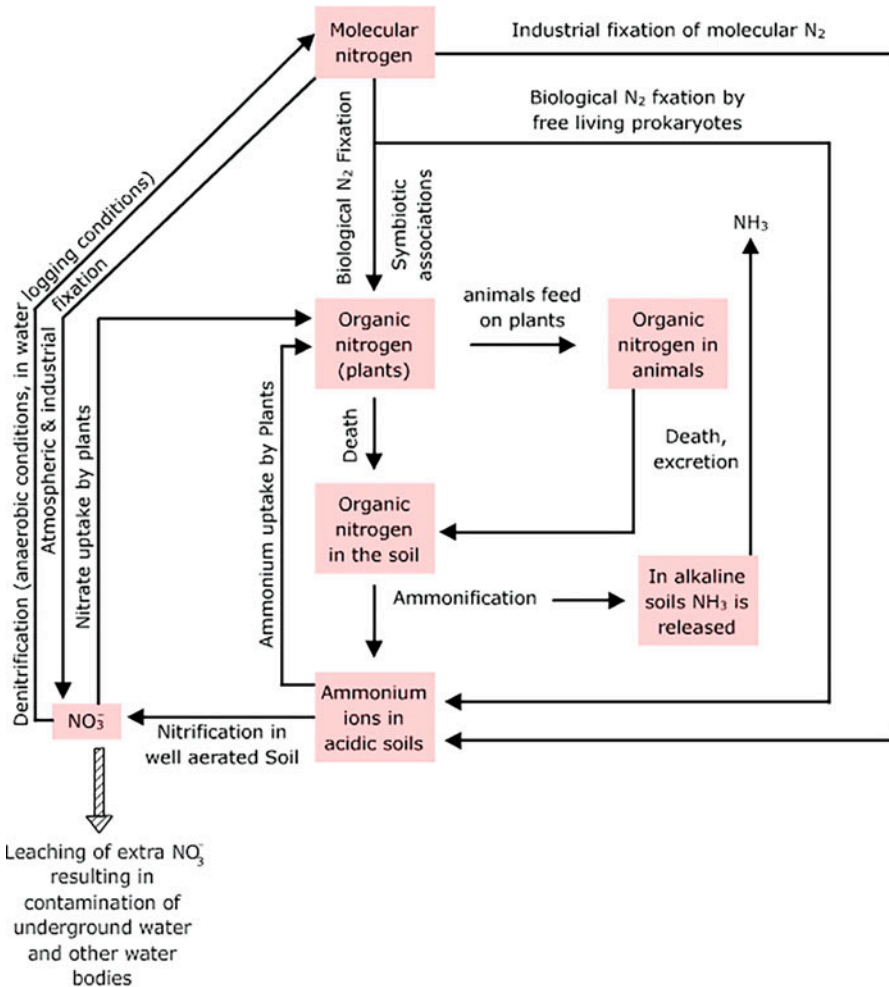 Molecular
nitrogen
Industrial fixation of molecular N₂
Biological N₂ fxation by
free living prokaryotes
Biological N₂ Fixation
Symbiotic
associations
Denitrification (anaerobic conditions, in water
logging conditions)
Atmospheric & industrial
fixation
Nitrate uptake by plants
Ammonium uptake by Plants
NH₃
Organic
nitrogen
(plants)
animals feed
on plants
Organic
nitrogen in
animals
Death
Death,
excretion
Organic
nitrogen
in the soil
Ammonification
In alkaline
soils NH₃ is
released
Ammonium
ions in
acidic soils
Nitrification in
well aerated Soil
NO₃⁻
Leaching of extra NO₃⁻
resulting in
contamination of
underground water
and other water
bodies